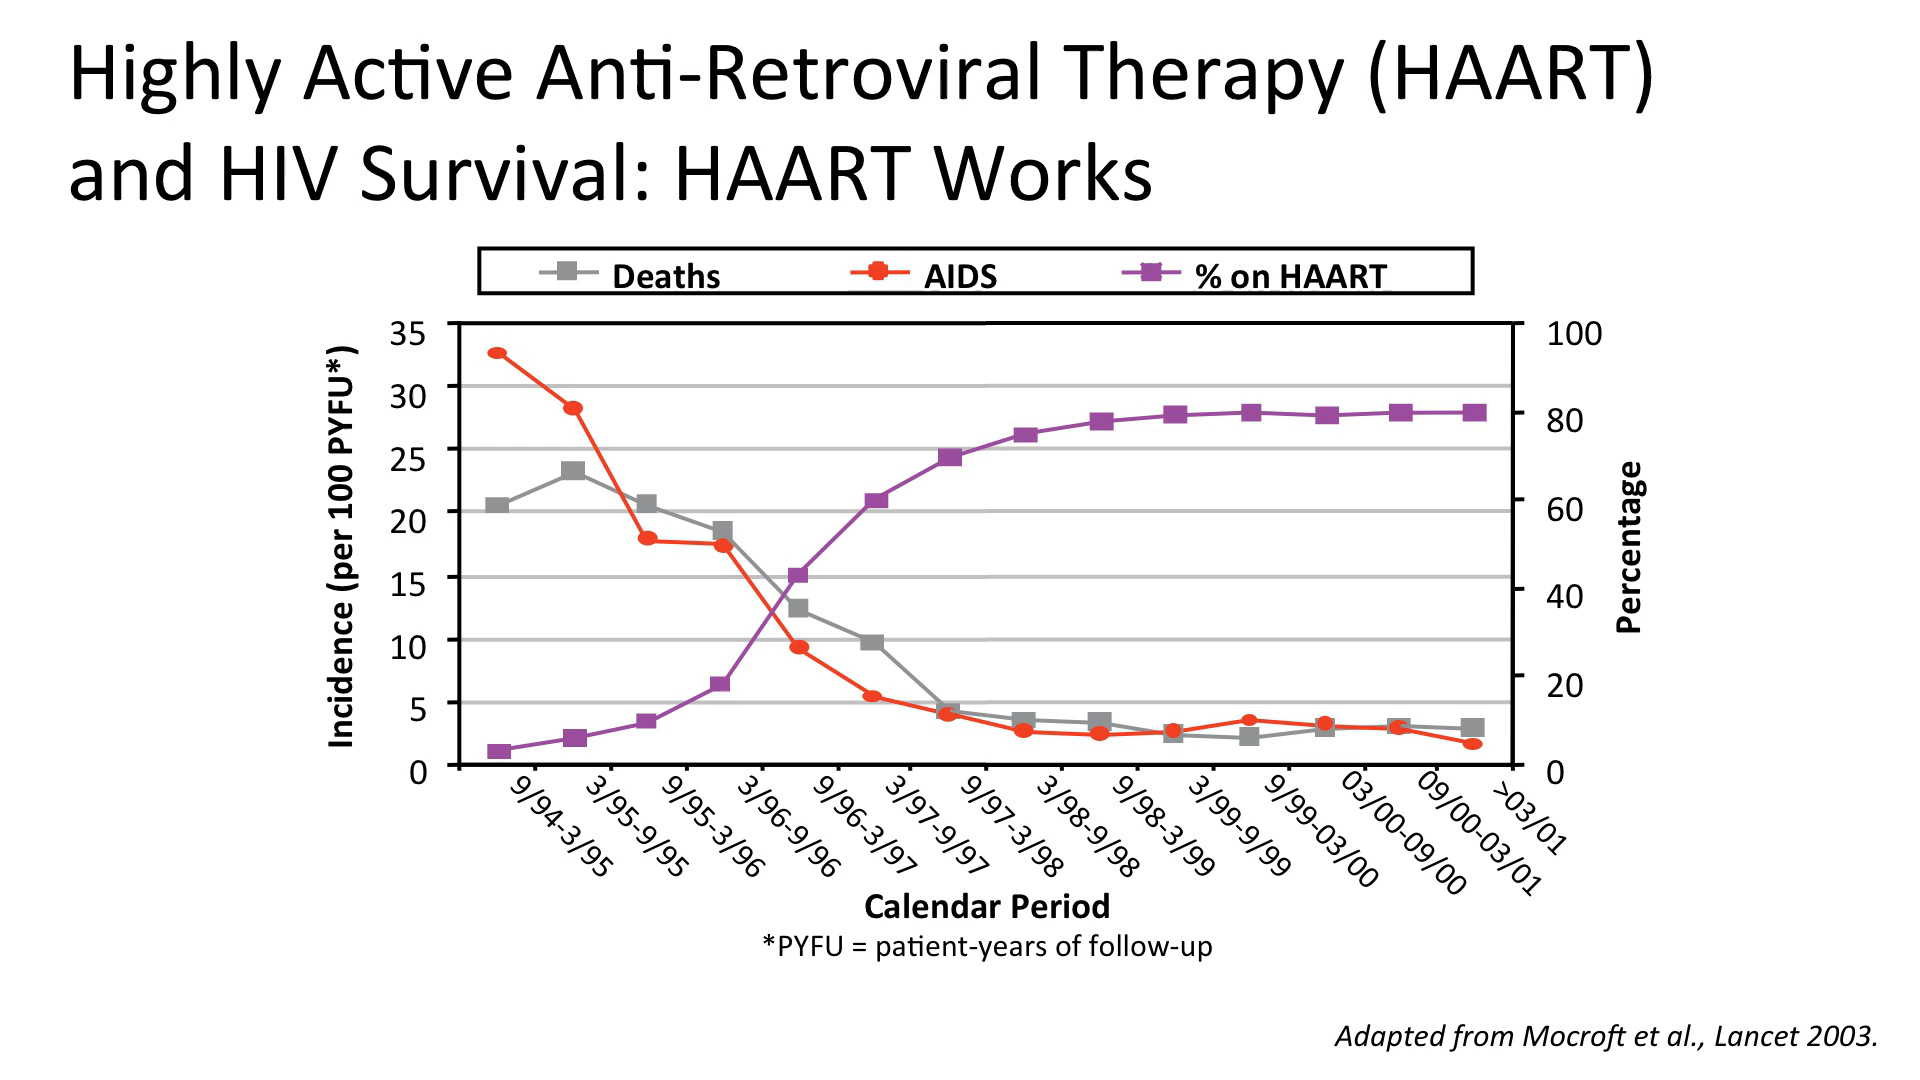 Highly Active Anti-Retroviral Therapy (HAART)
and HIV Survival: HAART Works
Deaths
AIDS
% on HAART
Incidence (per 100 PYFU*)
35
30
25
20
15
10
5
0
100
80
60
40
20
0
Percentage
9/94-3/95
3/95-9/95
9/95-3/96
3/96-9/96
9/96-3/97
3/97-9/97
9/97-3/98
3/98-9/98
9/98-3/99
3/99-9/99
9/99-03/00
03/00-09/00
09/00-03/01
>03/01
Calendar Period
*PYFU = patient-years of follow-up
Adapted from Mocroft et al., Lancet 2003.